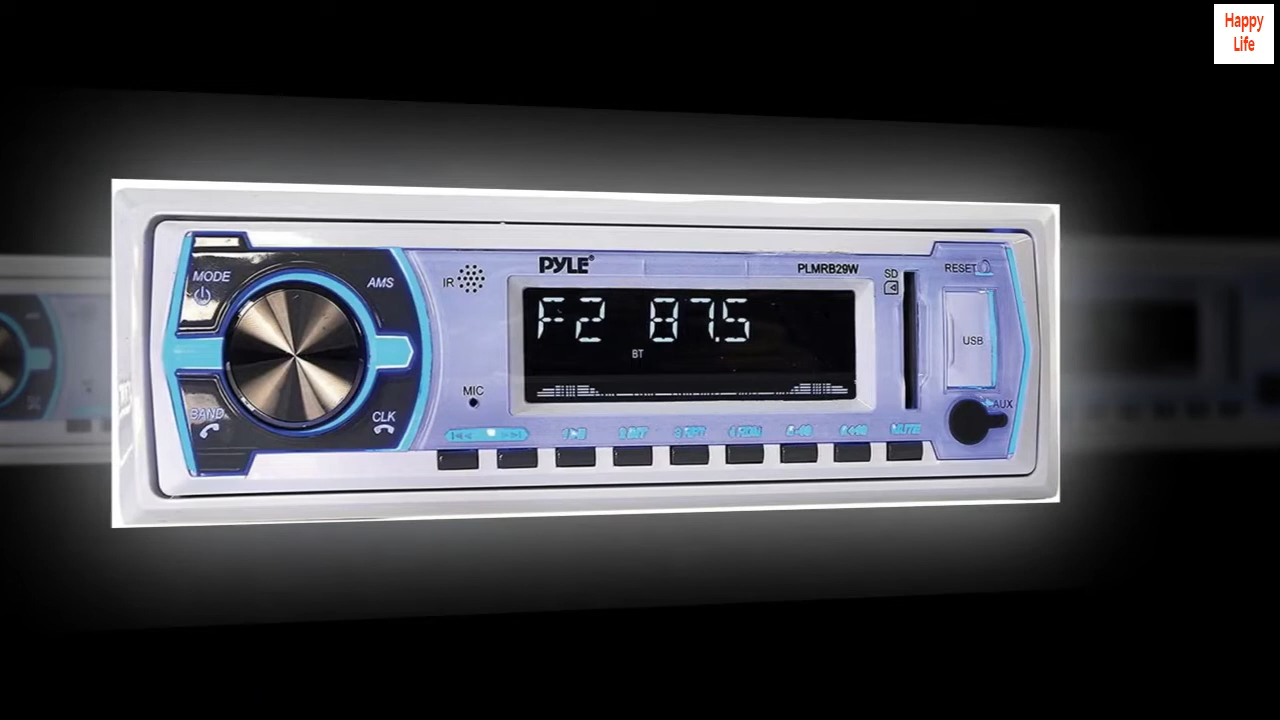 Happy
Life
PYLE®
PLMRB29W
MODE
AMS
IR
SD
RESET
F2 87.5
BT
USB
MIC
BAND
CLK
AUX
MUTE